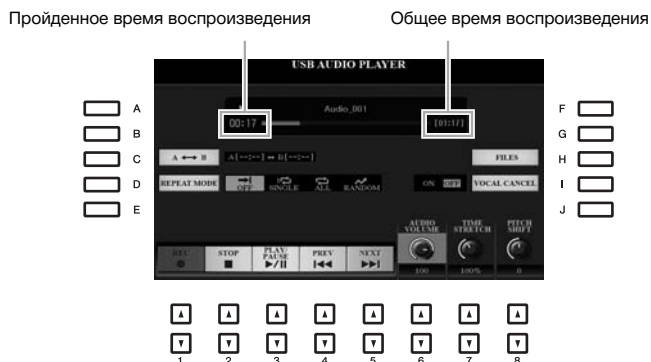 Пройденное время воспроизведения
Общее время воспроизведения
USB AUDIO PLAYER
Audio_001
00:17
[01:17]
A
B
C
D
E
F
G
H
I
J
A ↔ B
A[--:--] ↔ B[--:--]
FILES
REPEAT MODE
OFF
SINGLE
ALL
RANDOM
ON OFF
VOCAL CANCEL
AUDIO VOLUME
TIME STRETCH
PITCH SHIFT
REC
STOP
PLAY/
PAUSE
PREV
NEXT
100
100%
0
1 2 3 4 5 6 7 8